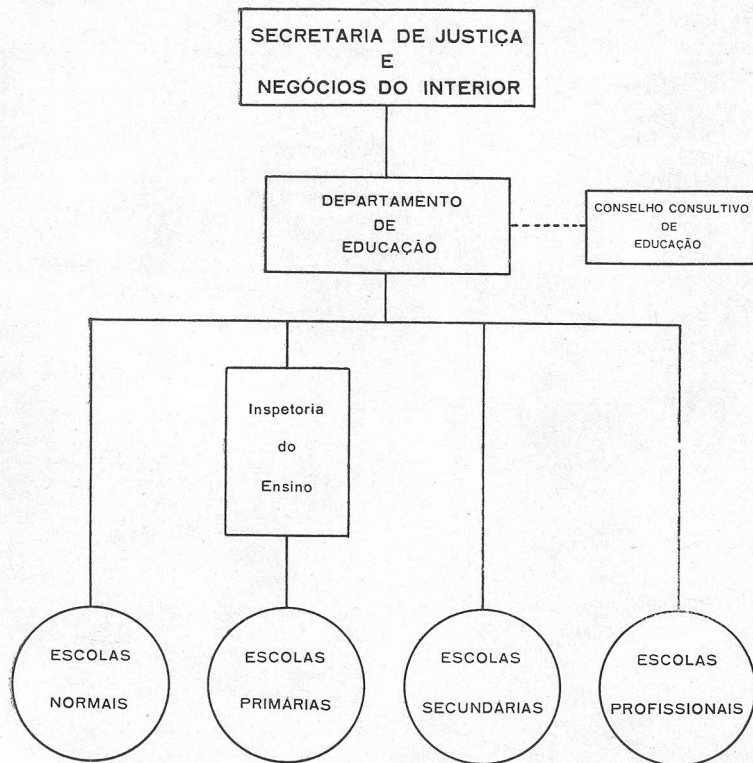 SECRETARIA DE JUSTIÇA
E
NEGÓCIOS DO INTERIOR
DEPARTAMENTO
DE
EDUCAÇÃO
CONSELHO CONSULTIVO
DE
EDUCAÇÃO
Inspetoria
do
Ensino
ESCOLAS
NORMAIS
ESCOLAS
PRIMÁRIAS
ESCOLAS
SECUNDÁRIAS
ESCOLAS
PROFISSIONAIS